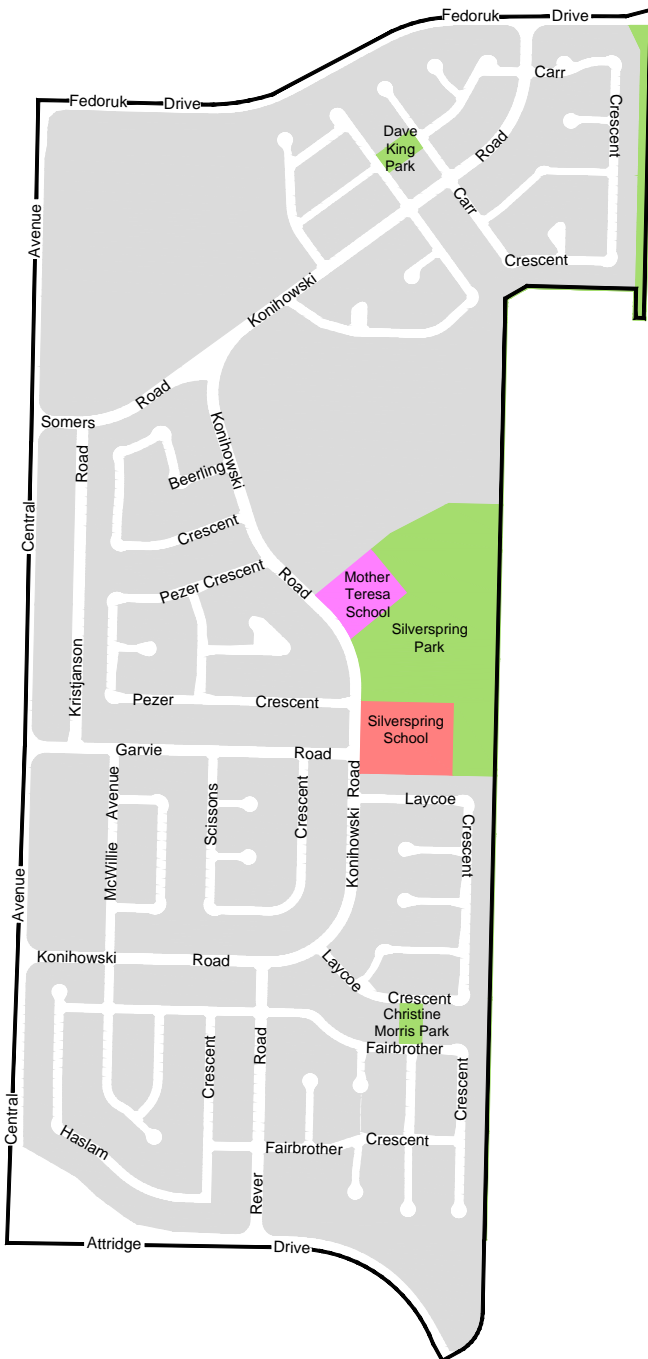 Fedoruk Drive
Carr
Fedoruk Drive
Crescent
Dave
King
Park
Road
Carr
Avenue
Crescent
Konihowski
Road
Somers
Konihowski
Road
Beerling
Central
Crescent
Pezer Crescent
Road
Mother
Teresa
School
Silverspring
Park
Kristjanson
Pezer Crescent
Silverspring
School
Garvie Road
Road
Avenue
Scissons
Crescent
Laycoe
Crescent
McWillie
Konihowski
Avenue
Konihowski Road
Laycoe
Crescent
Christine
Morris Park
Fairbrother
Road
Crescent
Crescent
Central
Haslam
Fairbrother Crescent
Rever
Attridge Drive